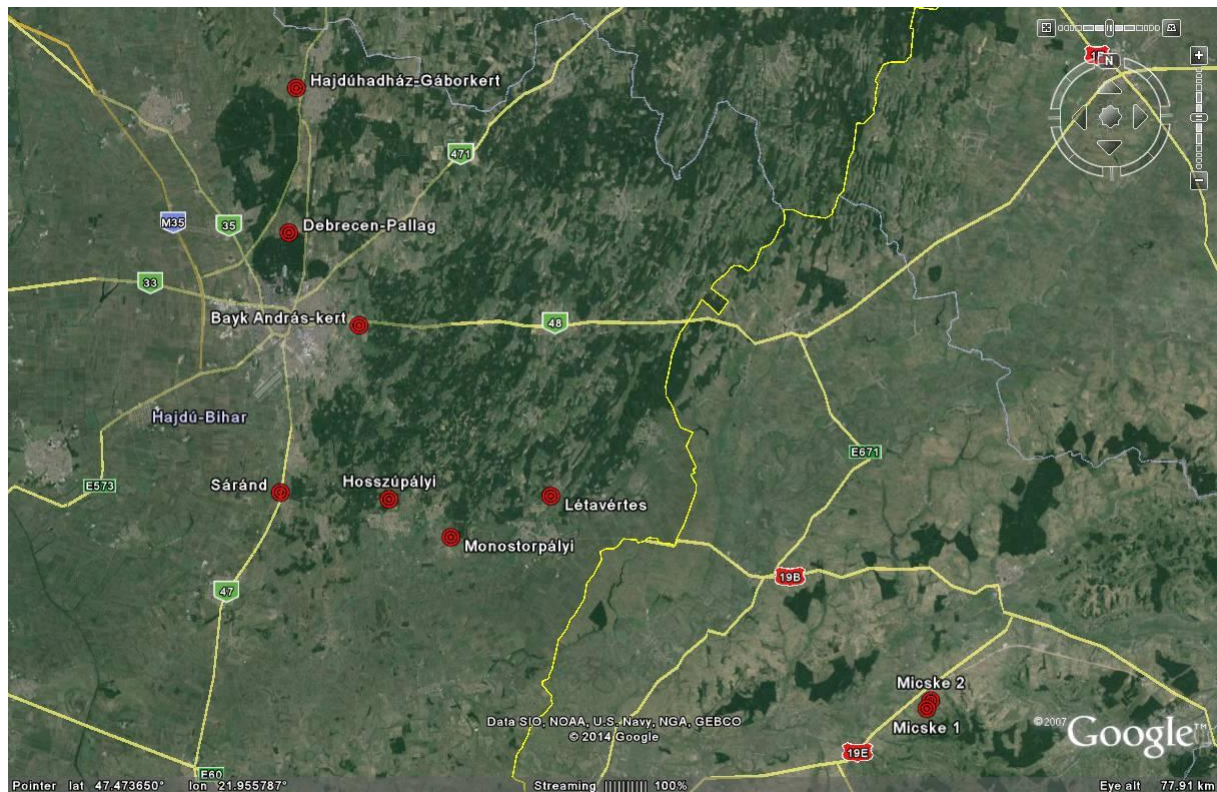 Hajdúhadház-Gáborkert
N
471
M35
35
Debrecen-Pallag
33
Bayk András-kert
48
Hajdú-Bihar
E671
E573
Sáránd
Hosszúpályi
Létavértes
Monostorpályi
19B
47
Micske 2
Micske 1
Data SIO, NOAA, U.S. Navy, NGA, GEBCO
© 2014 Google
©2007 Google™
19E
E60
Pointer lat 47.473650° lon 21.955787°
Streaming 100%
Eye alt 77.91 km